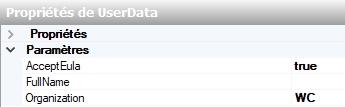 Propriétés de UserData
Propriétés
Paramètres
AcceptEula true
FullName
Organization WC